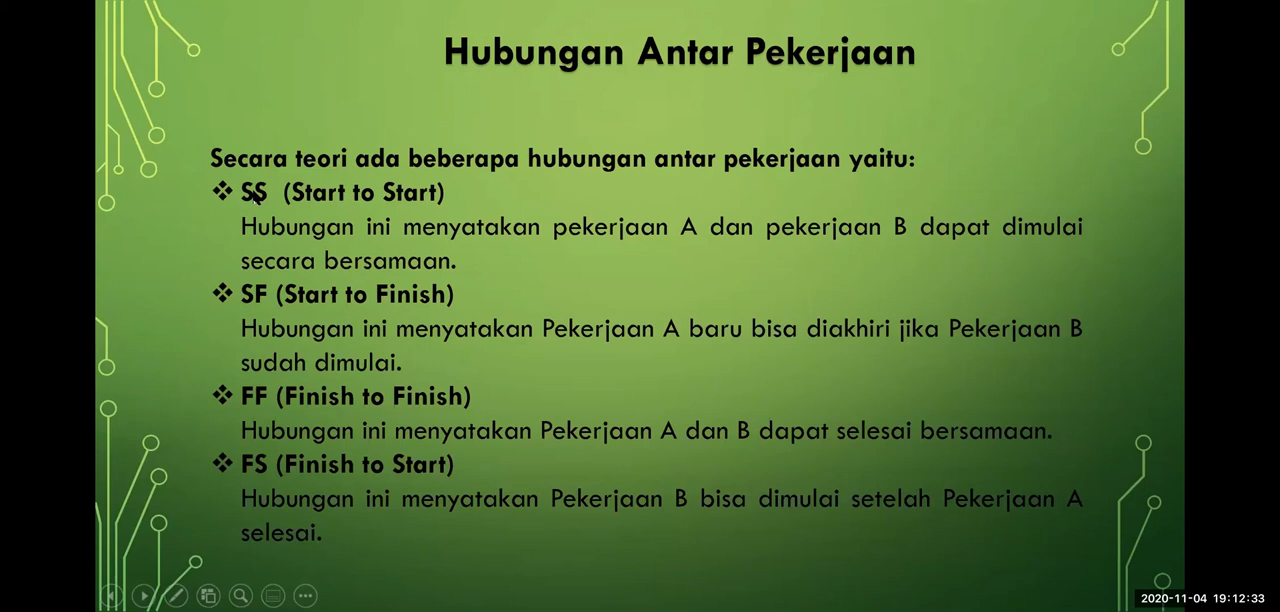 Hubungan Antar Pekerjaan
Secara teori ada beberapa hubungan antar pekerjaan yaitu:
❖ SS (Start to Start)
Hubungan ini menyatakan pekerjaan A dan pekerjaan B dapat dimulai
secara bersamaan.
❖ SF (Start to Finish)
Hubungan ini menyatakan Pekerjaan A baru bisa diakhiri jika Pekerjaan B
sudah dimulai.
❖ FF (Finish to Finish)
Hubungan ini menyatakan Pekerjaan A dan B dapat selesai bersamaan.
❖ FS (Finish to Start)
Hubungan ini menyatakan Pekerjaan B bisa dimulai setelah Pekerjaan A
selesai.
2020-11-04 19:12:33